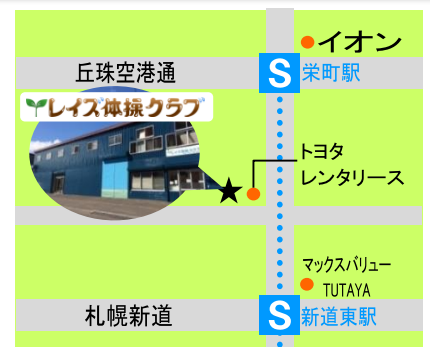 イオン
丘珠空港通
S
栄町駅
レイズ体操クラブ
トヨタ
レンタリース
マックスバリュー
TUTAYA
札幌新道
S
新道東駅